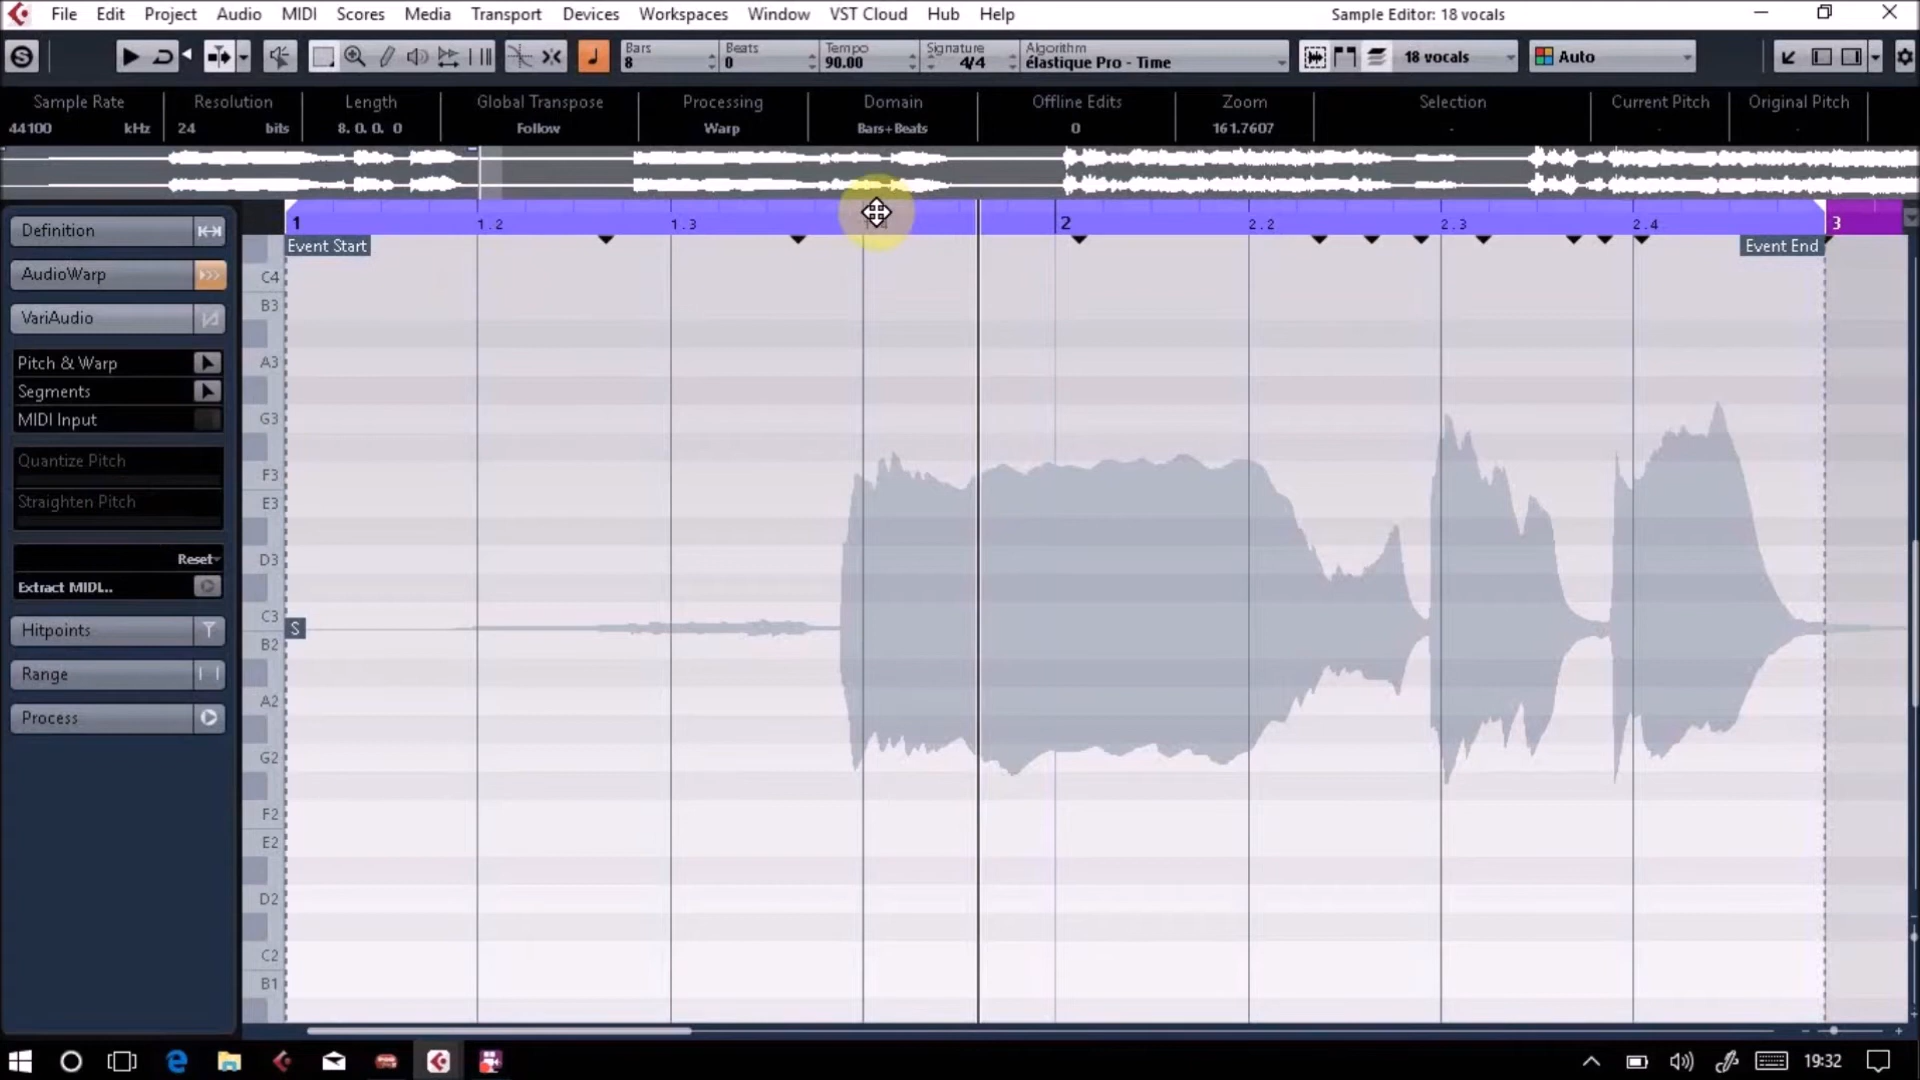 File Edit Project Audio MIDI Scores Media Transport Devices Workspaces Window VST Cloud Hub Help Sample Editor: 18 vocals
Bars Beats Tempo Signature Algorithm
8 0 90.00 4/4 élastique Pro - Time 18 vocals Auto
Sample Rate Resolution Length Global Transpose Processing Domain Offline Edits Zoom Selection Current Pitch Original Pitch
44100 kHz 24 bits 8. 0. 0. 0 Follow Warp Bars+Beats 0 161.7607 - - -
1 1.2 1.3 2 2.2 2.3 2.4 3
Event Start Event End
Definition
AudioWarp
VariAudio
Pitch & Warp
Segments
MIDI Input
Quantize Pitch
Straighten Pitch
Reset
Extract MIDI...
Hitpoints
Range
Process
C4
B3
A3
G3
F3
E3
D3
C3
S
B2
A2
G2
F2
E2
D2
C2
B1
19:32